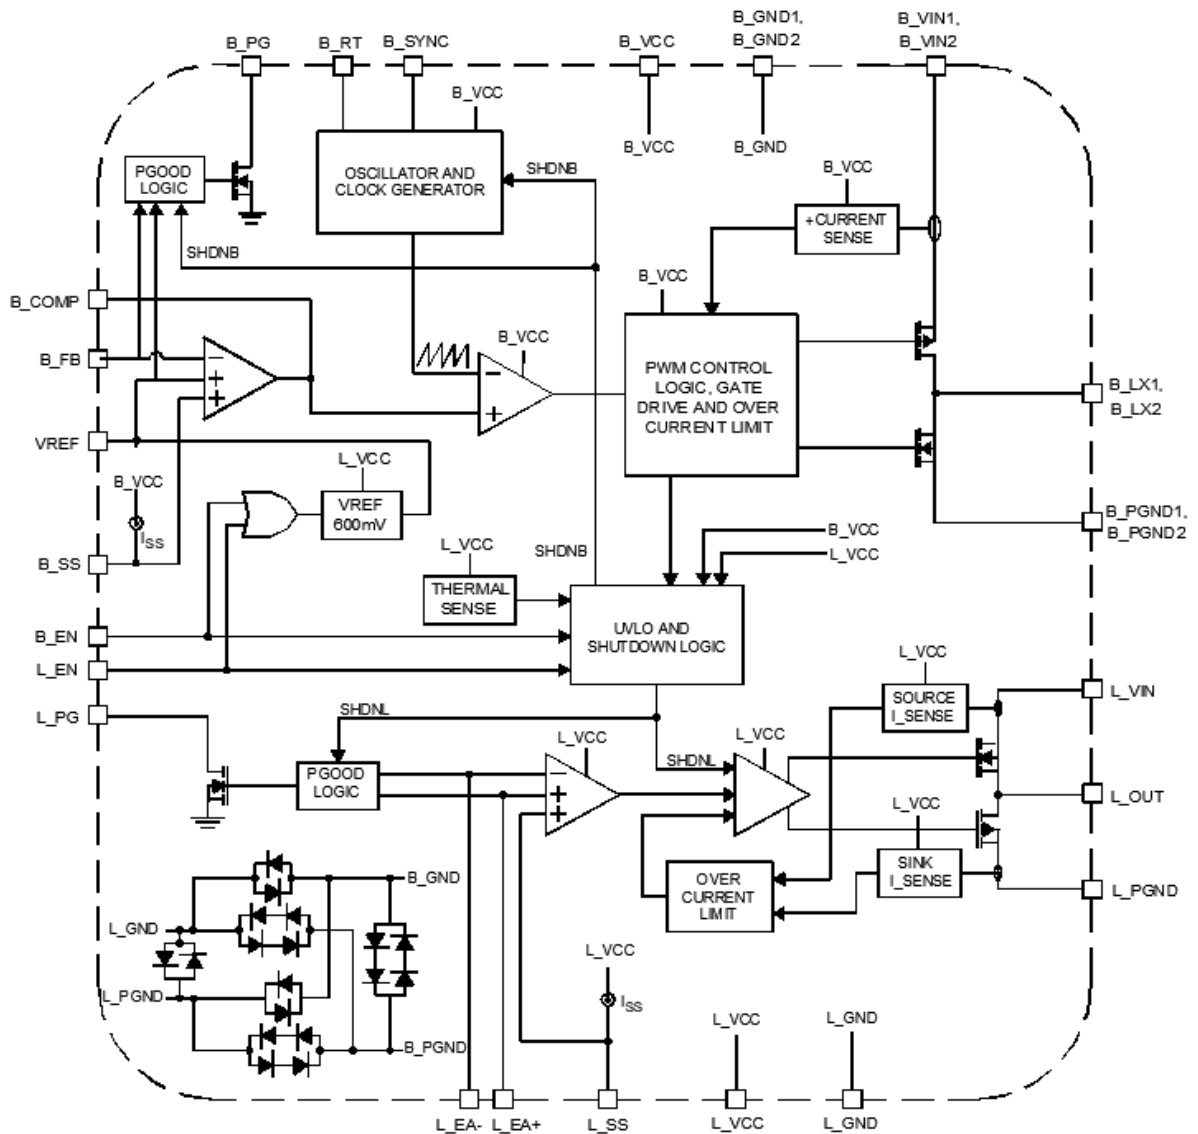 B_GND1,
B_GND2
B_VIN1,
B_VIN2
B_PG
B_RT
B_SYNC
B_VCC
B_VCC
B_VCC
B_GND
PGOOD
LOGIC
OSCILLATOR AND
CLOCK GENERATOR
SHDNB
B_VCC
+CURRENT
SENSE
SHDNB
B_COMP
B_VCC
B_FB
B_VCC
PWM CONTROL
LOGIC, GATE
DRIVE AND OVER
CURRENT LIMIT
B_LX1,
B_LX2
VREF
L_VCC
B_VCC
VREF
600mV
ISS
B_SS
B_PGND1,
B_PGND2
B_VCC
L_VCC
SHDNB
L_VCC
THERMAL
SENSE
UVLO AND
SHUTDOWN LOGIC
B_EN
L_EN
L_VCC
SOURCE
I_SENSE
L_VIN
L_PG
SHDNL
L_VCC
SHDNL
L_VCC
PGOOD
LOGIC
L_OUT
L_VCC
SINK
I_SENSE
OVER
CURRENT
LIMIT
L_PGND
B_GND
L_GND
L_PGND
B_PGND
L_VCC
ISS
L_VCC
L_GND
L_EA-
L_EA+
L_SS
L_VCC
L_GND